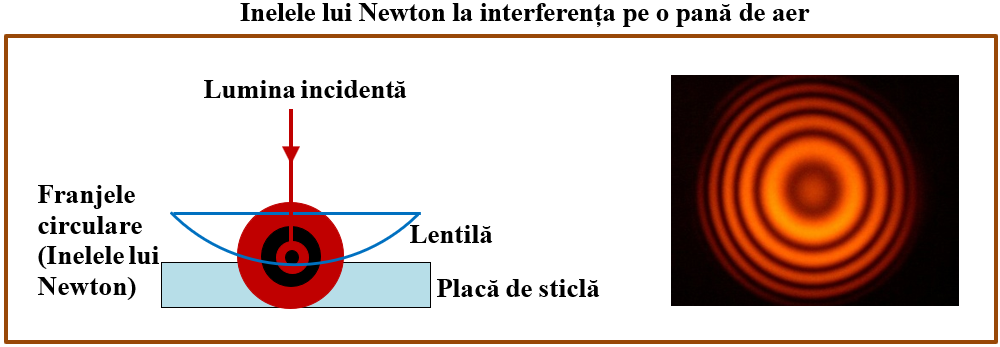 Inelele lui Newton la interferența pe o pană de aer
Lumina incidentă
Franjele
circulare
(Inelele lui
Newton)
Lentilă
Placă de sticlă